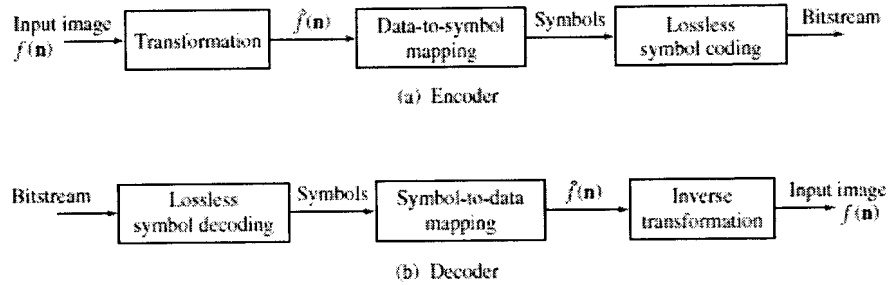 Input image
f(n)
Transformation
f̂(n)
Data-to-symbol
mapping
Symbols
Lossless
symbol coding
Bitstream
(a) Encoder
Bitstream
Lossless
symbol decoding
Symbols
Symbol-to-data
mapping
f̂(n)
Inverse
transformation
Input image
f(n)
(b) Decoder